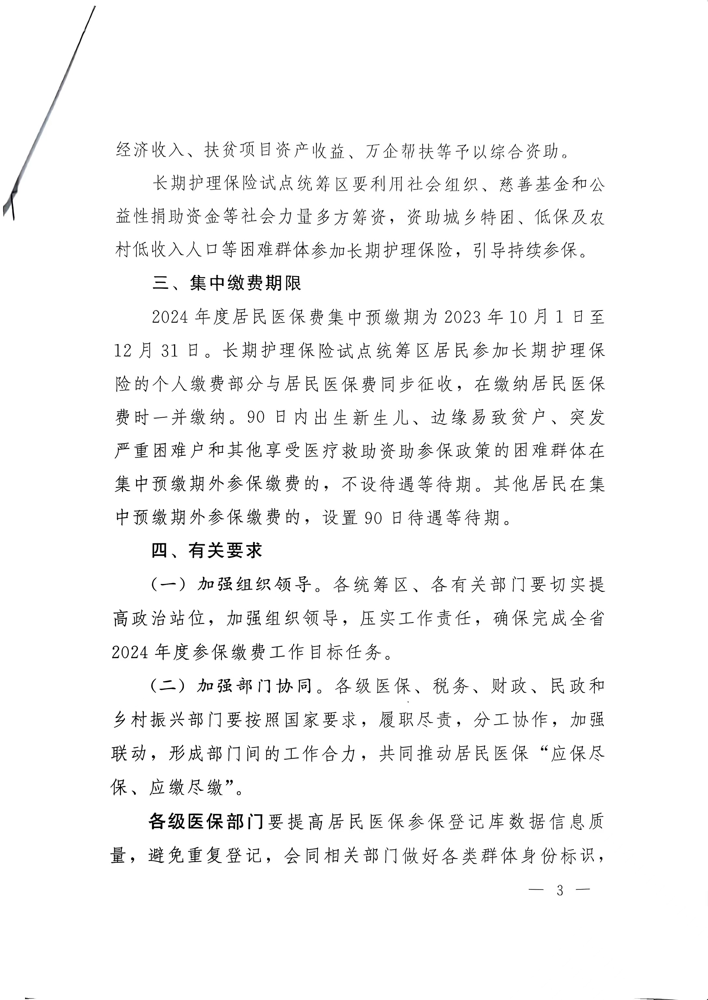 经济收入、扶贫项目资产收益、万企帮扶等予以综合资助。
长期护理保险试点统筹区要利用社会组织、慈善基金和公
益性捐助资金等社会力量多方筹资，资助城乡特困、低保及农
村低收入人口等困难群体参加长期护理保险，引导持续参保。
三、集中缴费期限
2024 年度居民医保费集中预缴期为 2023 年 10 月 1 日至
12 月 31 日。长期护理保险试点统筹区居民参加长期护理保
险的个人缴费部分与居民医保费同步征收，在缴纳居民医保
费时一并缴纳。90 日内出生新生儿、边缘易致贫户、突发
严重困难户和其他享受医疗救助资助参保政策的困难群体在
集中预缴期外参保缴费的，不设待遇等待期。其他居民在集
中预缴期外参保缴费的，设置 90 日待遇等待期。
四、有关要求
（一）加强组织领导。各统筹区、各有关部门要切实提
高政治站位，加强组织领导，压实工作责任，确保完成全省
2024 年度参保缴费工作目标任务。
（二）加强部门协同。各级医保、税务、财政、民政和
乡村振兴部门要按照国家要求，履职尽责，分工协作，加强
联动，形成部门间的工作合力，共同推动居民医保“应保尽
保、应缴尽缴”。
各级医保部门要提高居民医保参保登记库数据信息质
量，避免重复登记，会同相关部门做好各类群体身份标识，
— 3 —